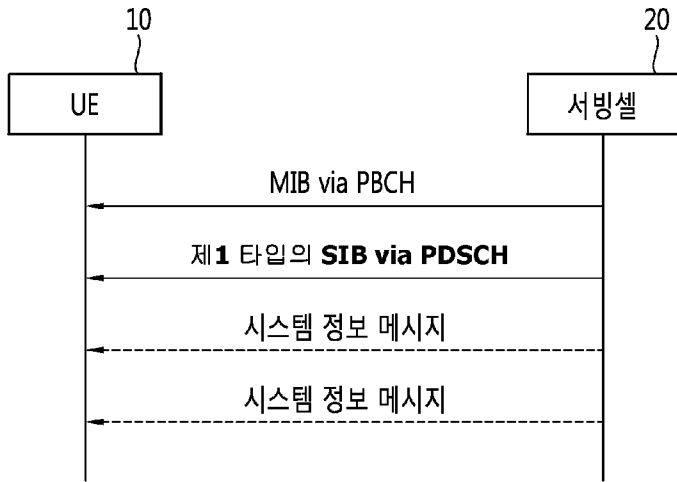 10
20
UE
서빙셀
MIB via PBCH
제1 타입의 SIB via PDSCH
시스템 정보 메시지
시스템 정보 메시지